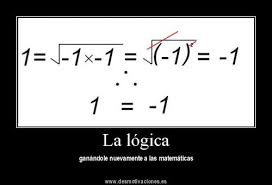 1=√-1×-1 = √(-1)² = -1
∴
1 = -1
La lógica
ganándole nuevamente a las matemáticas
www.desmotivaciones.es